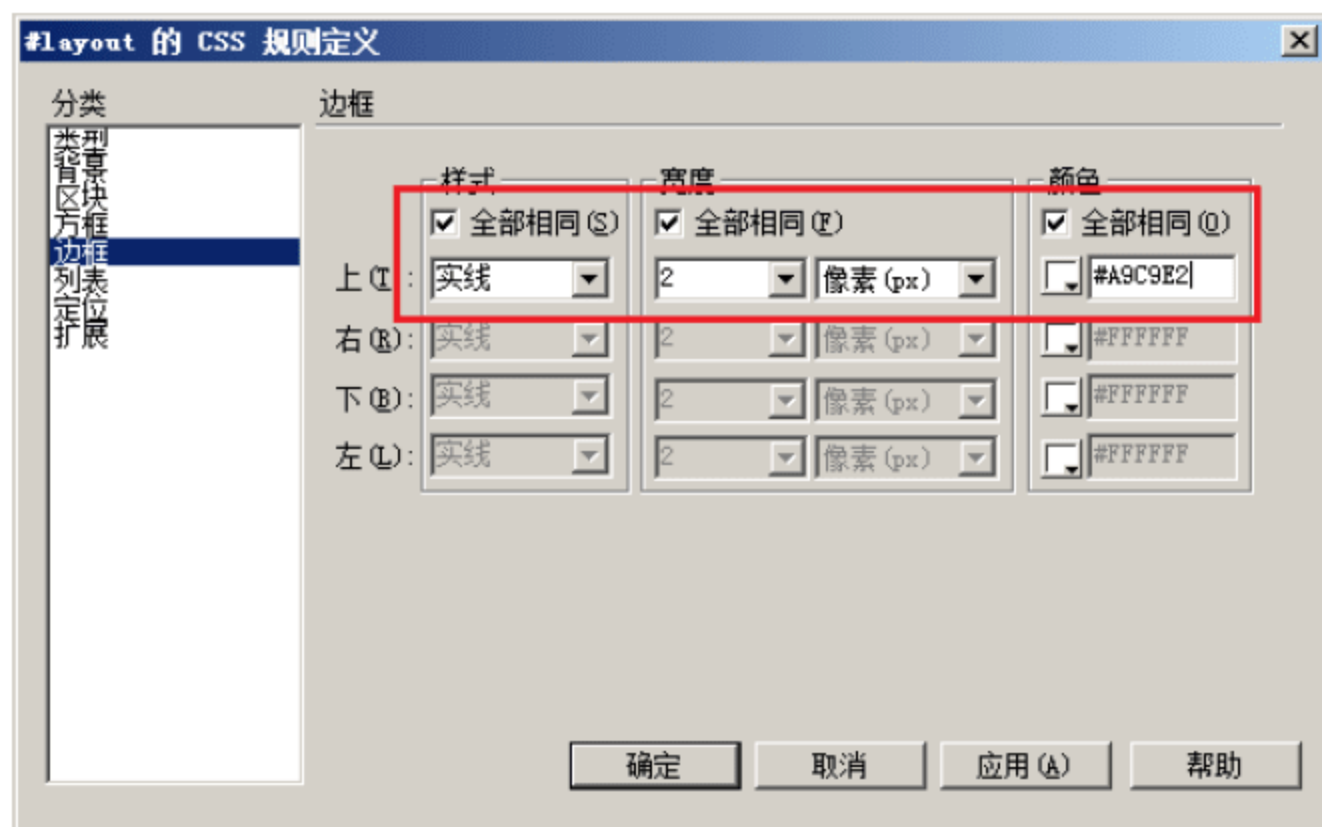 #layout 的 CSS 规则定义
分类
类型
背景
区块
方框
边框
列表
定位
扩展
边框
样式 宽度 颜色
全部相同(S) 全部相同(F) 全部相同(O)
上(T): 实线 2 像素(px) #A9C9E2
右(R): 实线 2 像素(px) #FFFFFF
下(B): 实线 2 像素(px) #FFFFFF
左(L): 实线 2 像素(px) #FFFFFF
确定 取消 应用(A) 帮助